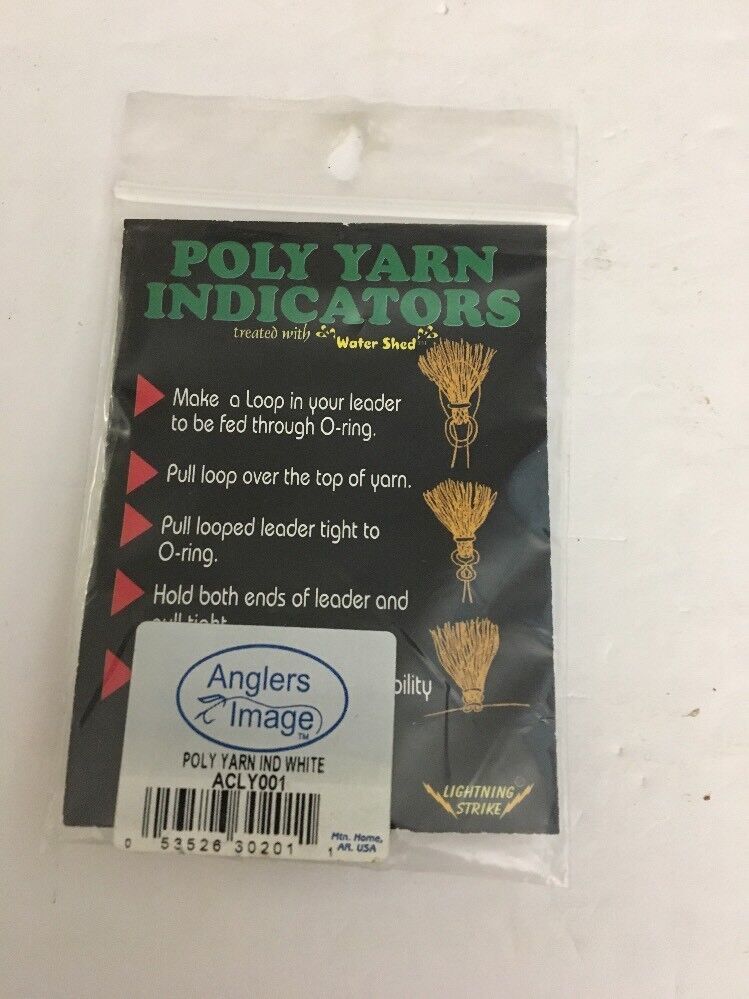 POLY YARN
INDICATORS
treated with Water Shed
Make a Loop in your leader
to be fed through O-ring.
Pull loop over the top of yarn.
Pull looped leader tight to
O-ring.
Hold both ends of leader and
pull tight
Anglers
Image
TM
POLY YARN IND WHITE
ACLY001
0 53526 30201 1
Mtn. Home,
AR. USA
LIGHTNING
STRIKE